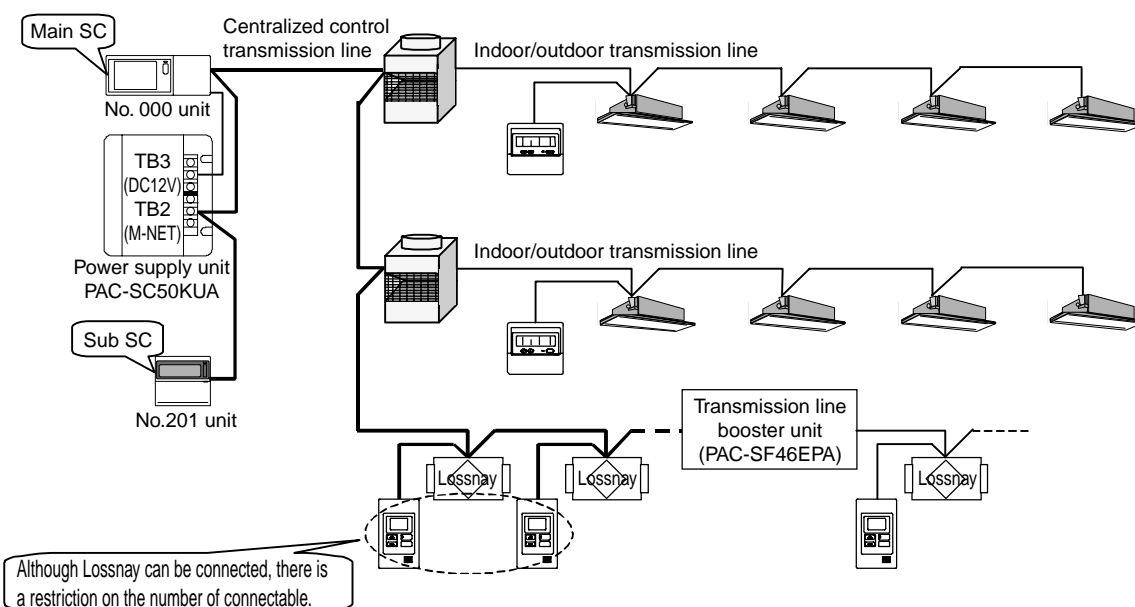 Main SC
Centralized control
transmission line
Indoor/outdoor transmission line
No. 000 unit
TB3
(DC12V)
TB2
(M-NET)
Power supply unit
PAC-SC50KUA
Indoor/outdoor transmission line
Sub SC
No.201 unit
Transmission line
booster unit
(PAC-SF46EPA)
Lossnay
Lossnay
Lossnay
Although Lossnay can be connected, there is
a restriction on the number of connectable.